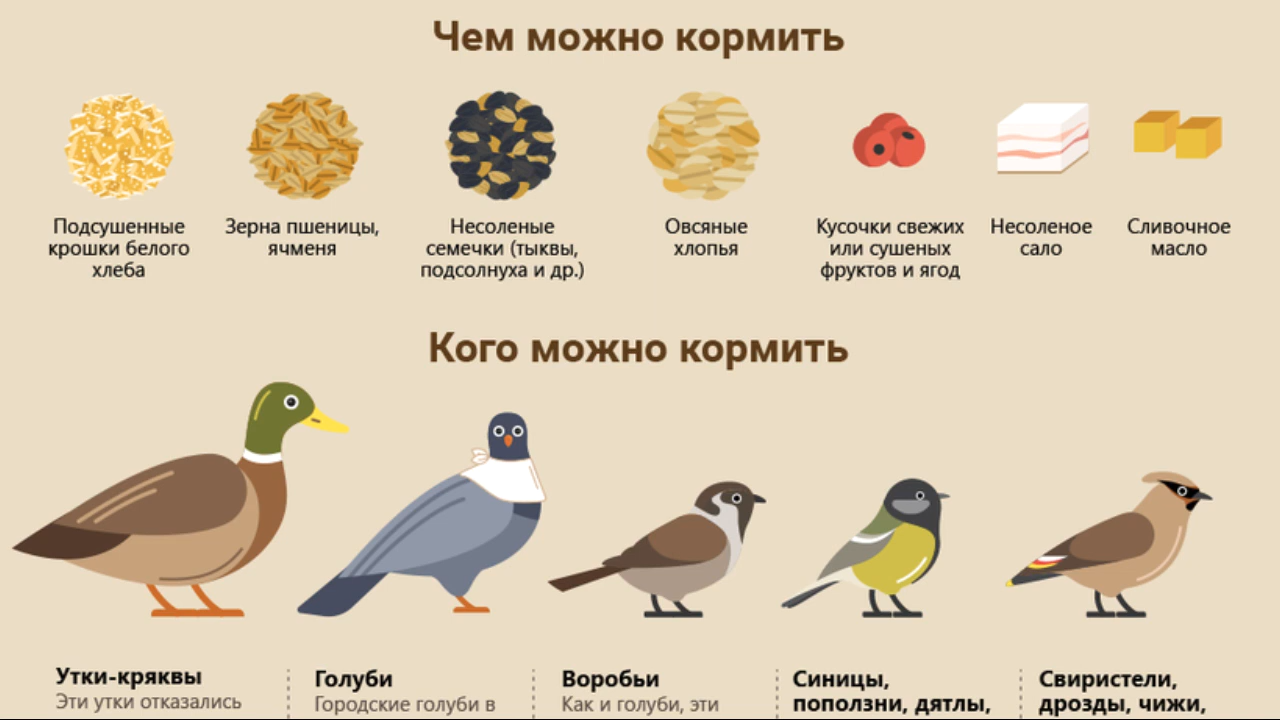 Чем можно кормить
Подсушенные
крошки белого
хлеба
Зерна пшеницы,
ячменя
Несоленые
семечки (тыквы,
подсолнуха и др.)
Овсяные
хлопья
Кусочки свежих
или сушеных
фруктов и ягод
Несоленое
сало
Сливочное
масло
Кого можно кормить
Утки-кряквы
Эти утки отказались
Голуби
Городские голуби в
Воробьи
Как и голуби, эти
Синицы,
поползни, дятлы,
Свиристели,
дрозды, чижи,